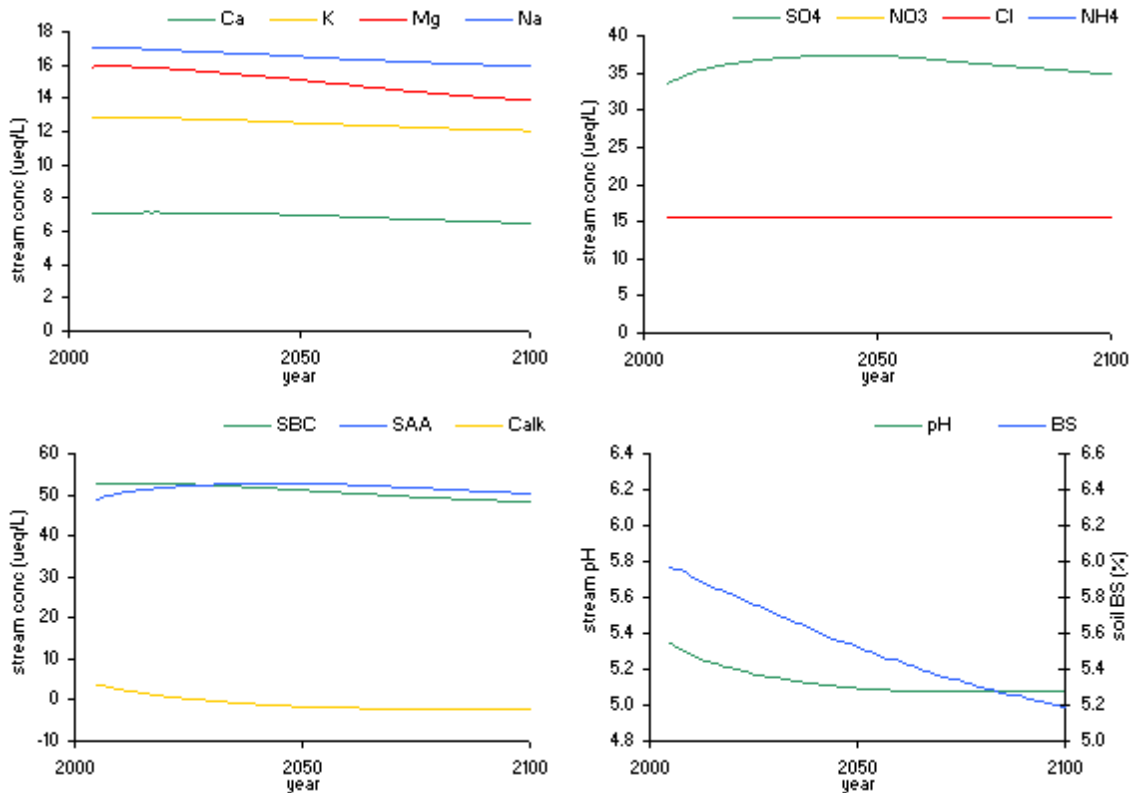 Ca K Mg Na
18
16
14
12
10
8
6
4
2
0
stream conc (ueq/L)
2000 2050 2100
year
SO4 NO3 Cl NH4
40
35
30
25
20
15
10
5
0
stream conc (ueq/L)
2000 2050 2100
year
SBC SAA Calk
60
50
40
30
20
10
0
-10
stream conc (ueq/L)
2000 2050 2100
year
pH BS
6.4
6.2
6.0
5.8
5.6
5.4
5.2
5.0
4.8
stream pH
6.6
6.4
6.2
6.0
5.8
5.6
5.4
5.2
5.0
soil BS (%)
2000 2050 2100
year